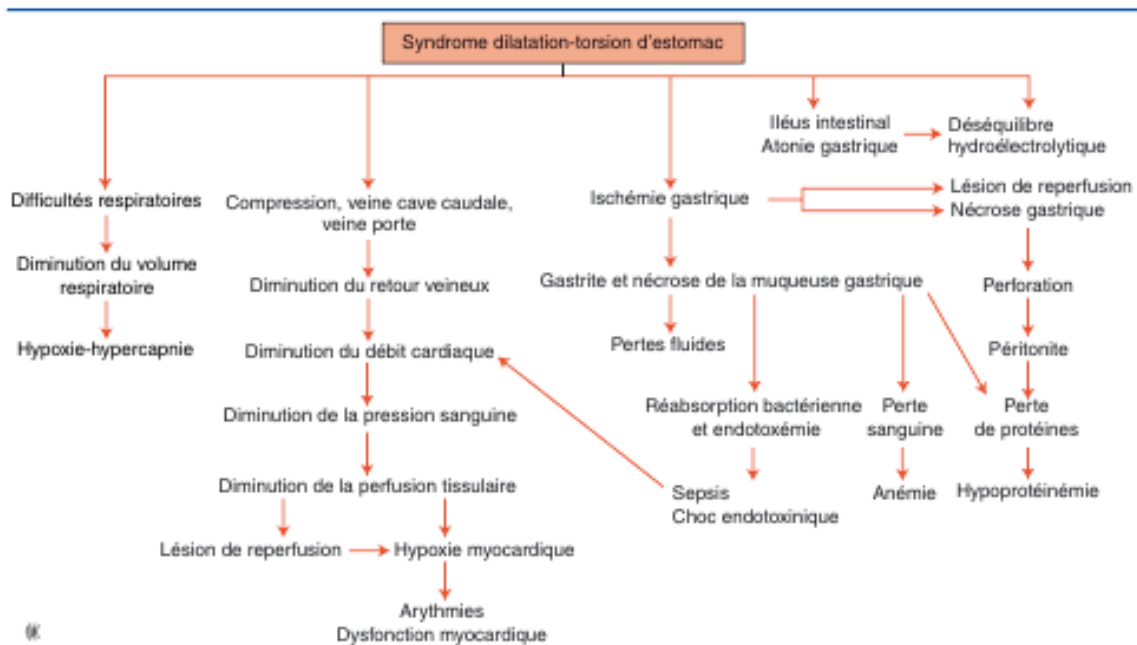 Syndrome dilatation-torsion d'estomac
Iléus intestinal
Atonie gastrique
Déséquilibre
hydroélectrolytique
Difficultés respiratoires
Compression, veine cave caudale,
veine porte
Ischémie gastrique
Lésion de reperfusion
Nécrose gastrique
Diminution du volume
respiratoire
Diminution du retour veineux
Gastrite et nécrose de la muqueuse gastrique
Perforation
Hypoxie-hypercapnie
Diminution du débit cardiaque
Pertes fluides
Péritonite
Diminution de la pression sanguine
Réabsorption bactérienne
et endotoxémie
Perte
sanguine
Perte
de protéines
Diminution de la perfusion tissulaire
Sepsis
Choc endotoxinique
Anémie
Hypoprotéinémie
Lésion de reperfusion
Hypoxie myocardique
Arythmies
Dysfonction myocardique